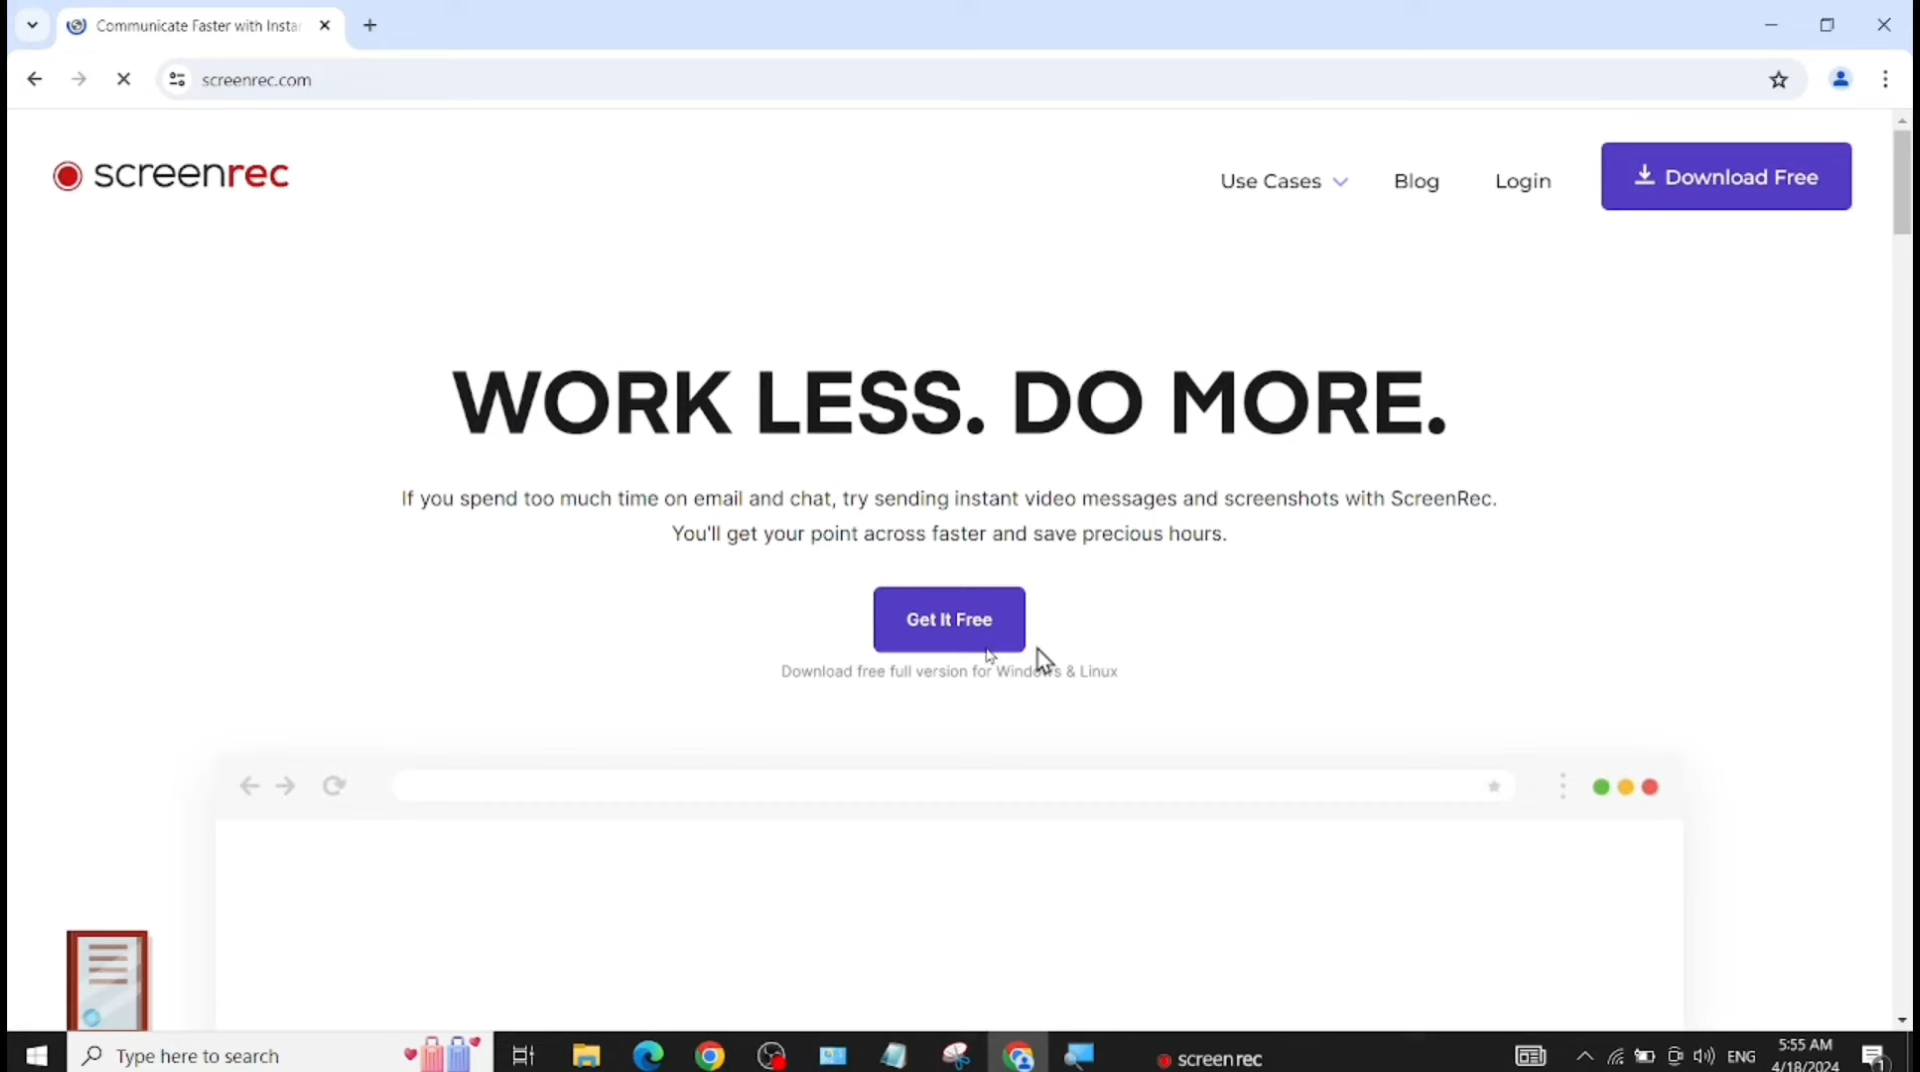 Communicate Faster with Insta
screenrec.com
screenrec
Use Cases
Blog
Login
Download Free
WORK LESS. DO MORE.
If you spend too much time on email and chat, try sending instant video messages and screenshots with ScreenRec.
You'll get your point across faster and save precious hours.
Get It Free
Download free full version for Windows & Linux
Type here to search
screenrec
ENG
5:55 AM
4/18/2024
1